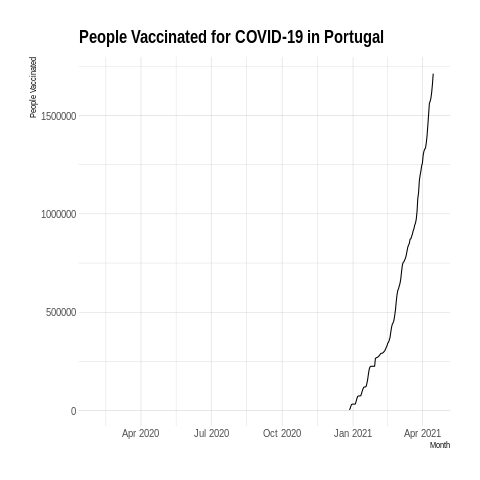 People Vaccinated for COVID-19 in Portugal
People Vaccinated
1500000
1000000
500000
0
Apr 2020 Jul 2020 Oct 2020 Jan 2021 Apr 2021
Month